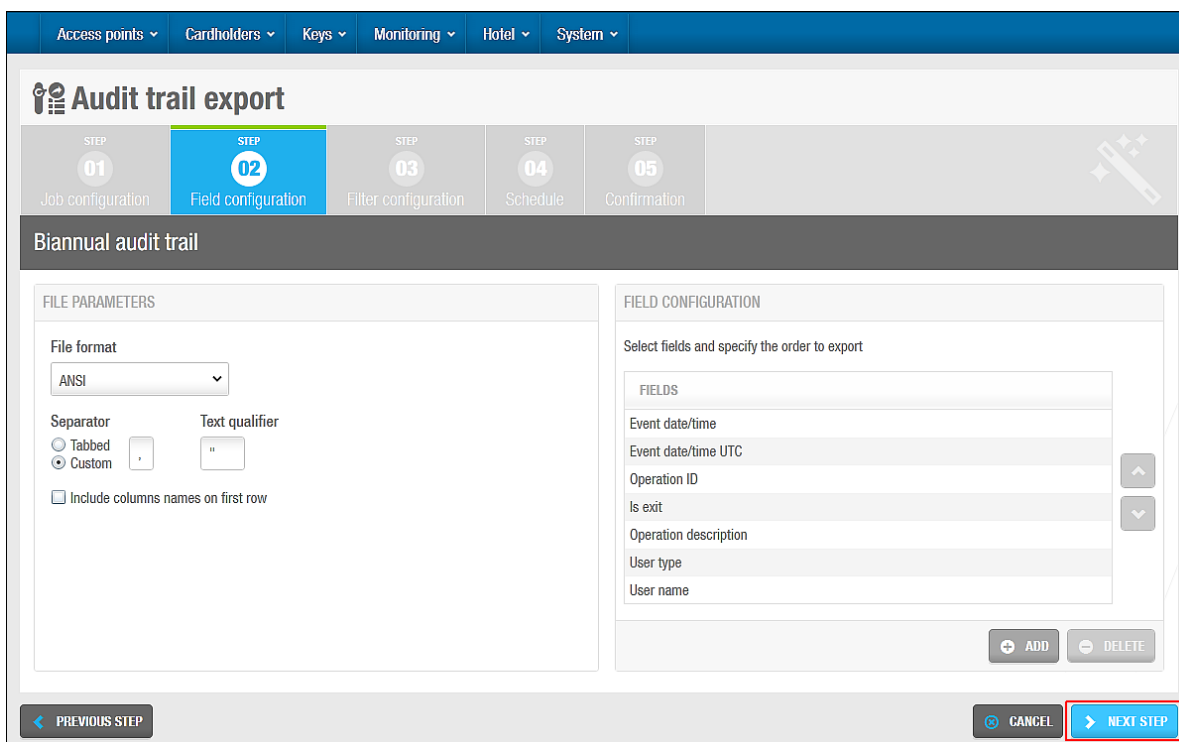 Access points Cardholders Keys Monitoring Hotel System
Audit trail export
STEP STEP STEP STEP STEP
01 02 03 04 05
Job configuration Field configuration Filter configuration Schedule Confirmation
Biannual audit trail
FILE PARAMETERS
File format
ANSI
Separator Text qualifier
Tabbed
Custom , "
Include columns names on first row
FIELD CONFIGURATION
Select fields and specify the order to export
FIELDS
Event date/time
Event date/time UTC
Operation ID
Is exit
Operation description
User type
User name
ADD DELETE
PREVIOUS STEP CANCEL NEXT STEP